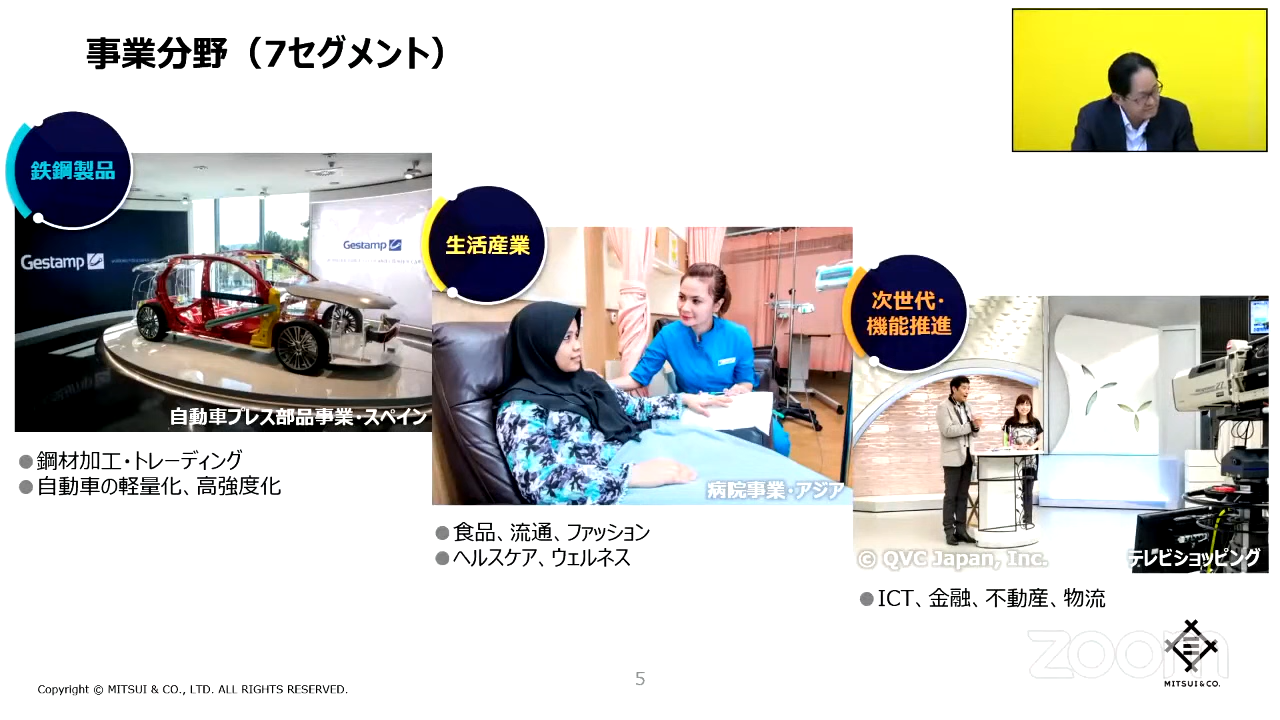 事業分野（7セグメント）
鉄鋼製品
Gestamp
Gestamp
自動車プレス部品事業・スペイン
●鋼材加工・トレーディング
●自動車の軽量化、高強度化
生活産業
病院事業・アジア
●食品、流通、ファッション
●ヘルスケア、ウェルネス
次世代・
機能推進
© QVC Japan, Inc.
テレビショッピング
●ICT、金融、不動産、物流
zoom
MITSUI & CO.
Copyright © MITSUI & CO., LTD. ALL RIGHTS RESERVED.
5